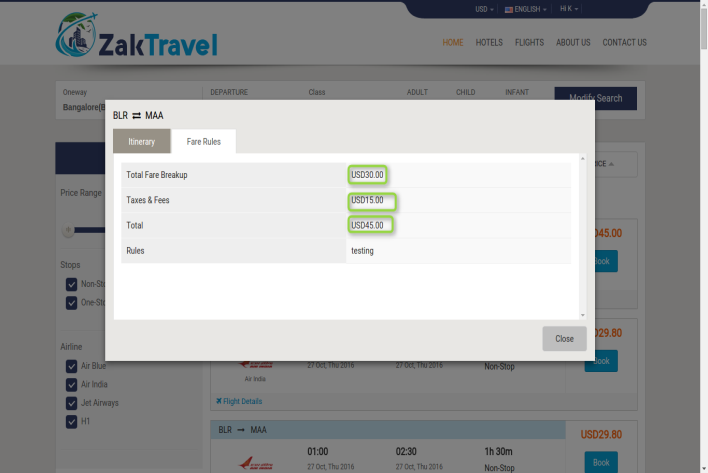 USD ENGLISH HI K
ZakTravel
HOME HOTELS FLIGHTS ABOUT US CONTACT US
Oneway DEPARTURE Class ADULT CHILD INFANT Modify Search
Bangalore(B
BLR ⇄ MAA
Itinerary Fare Rules
Total Fare Breakup USD30.00
Taxes & Fees USD15.00
Total USD45.00
Rules testing
Close
Price Range
Stops
Non-Sto
One-Sto
Airline
Air Blue
Air India
Jet Airways
H1
ICE
045.00
Book
D29.80
Book
27 Oct, Thu 2016 27 Oct, Thu 2016 Non-Stop
Air India
Flight Details
BLR → MAA
USD29.80
01:00 02:30 1h 30m
27 Oct, Thu 2016 27 Oct, Thu 2016 Non-Stop
Book